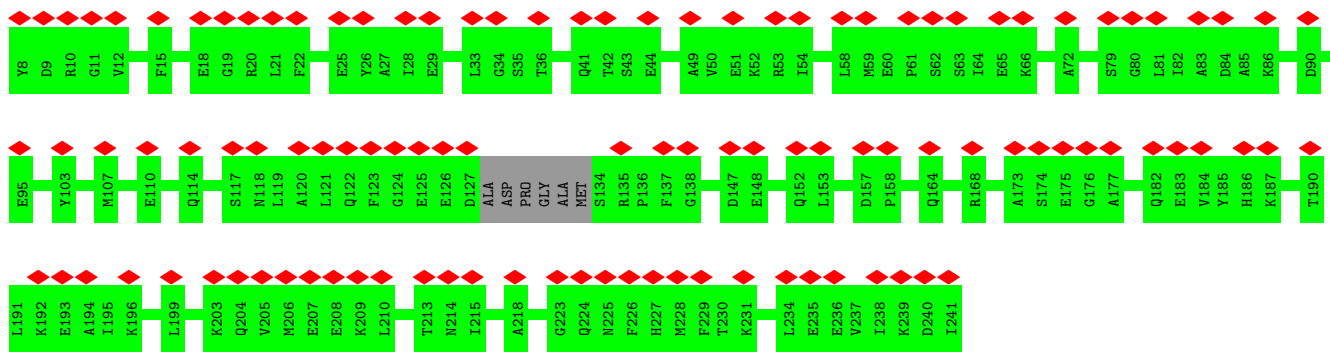 Y8 D9 R10 G11 V12 F15 E18 G19 R20 L21 F22 E25 Y26 A27 I28 E29 L33 G34 S35 T36 Q41 T42 S43 E44 A49 V50 E51 K52 R53 I54 L58 M59 E60 P61 S62 S63 I64 E65 K66 A72 S79 G80 L81 I82 A83 D84 A85 K86 D90
E95 Y103 M107 E110 Q114 S117 N118 L119 A120 L121 Q122 F123 G124 E125 E126 D127 ALA ASP PRO GLY ALA MET S134 R135 P136 F137 G138 D147 E148 Q152 L153 D157 P158 Q164 R168 A173 S174 E175 G176 A177 Q182 E183 V184 Y185 H186 K187 T190
L191 K192 E193 A194 I195 K196 L199 K203 Q204 V205 M206 E207 E208 K209 L210 T213 N214 I215 A218 G223 Q224 N225 F226 H227 M228 F229 T230 K231 L234 E235 E236 V237 I238 K239 D240 I241